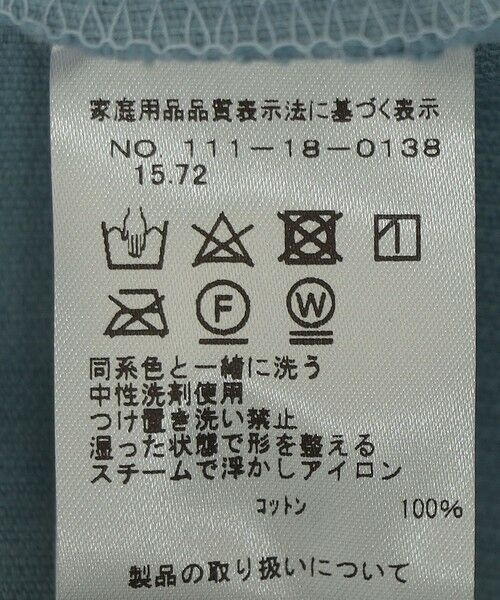 家庭用品品質表示法に基づく表示
NO. 111-18-0138
15.72
F
W
同系色と一緒に洗う
中性洗剤使用
つけ置き洗い禁止
湿った状態で形を整える
スチームで浮かしアイロン
コットン 100%
製品の取り扱いについて